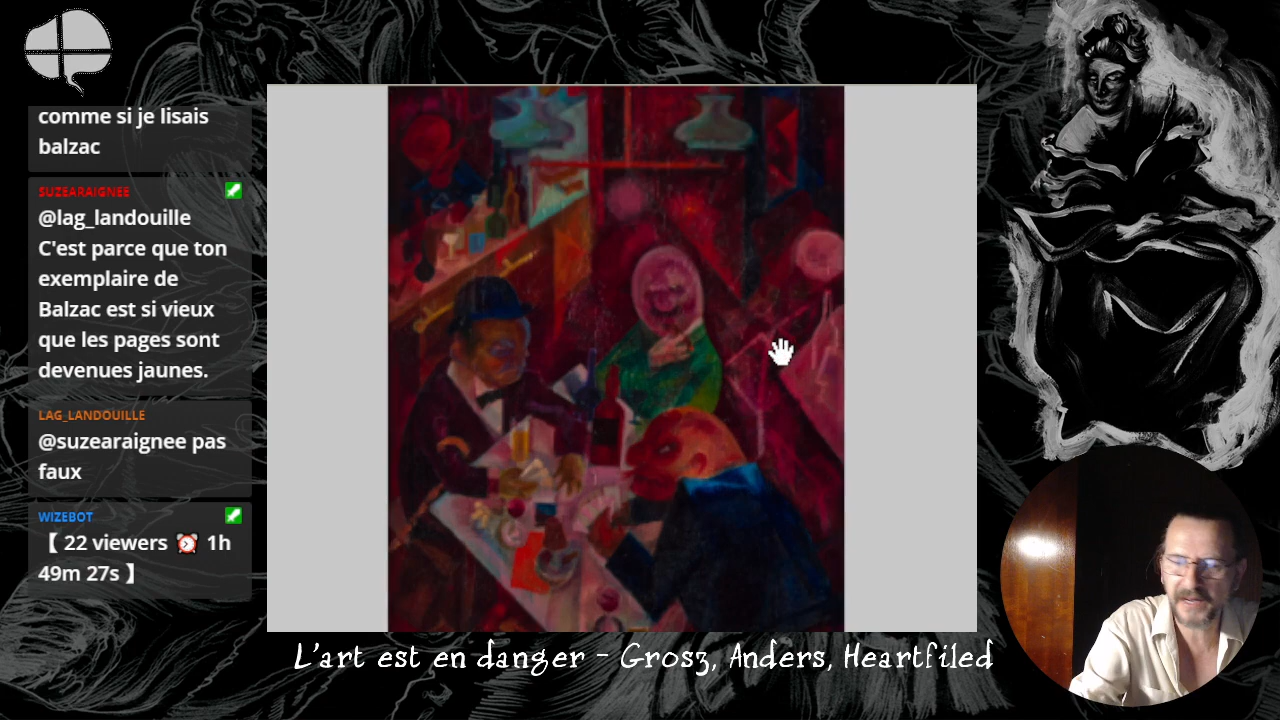 comme si je lisais
balzac
SUZEARAIGNEE
@lag_landouille
C'est parce que ton
exemplaire de
Balzac est si vieux
que les pages sont
devenues jaunes.
LAG_LANDOUILLE
@suzearaignee pas
faux
WIZEBOT
【 22 viewers ⏰ 1h
49m 27s 】
L'art est en danger - Grosz, Anders, Heartfiled